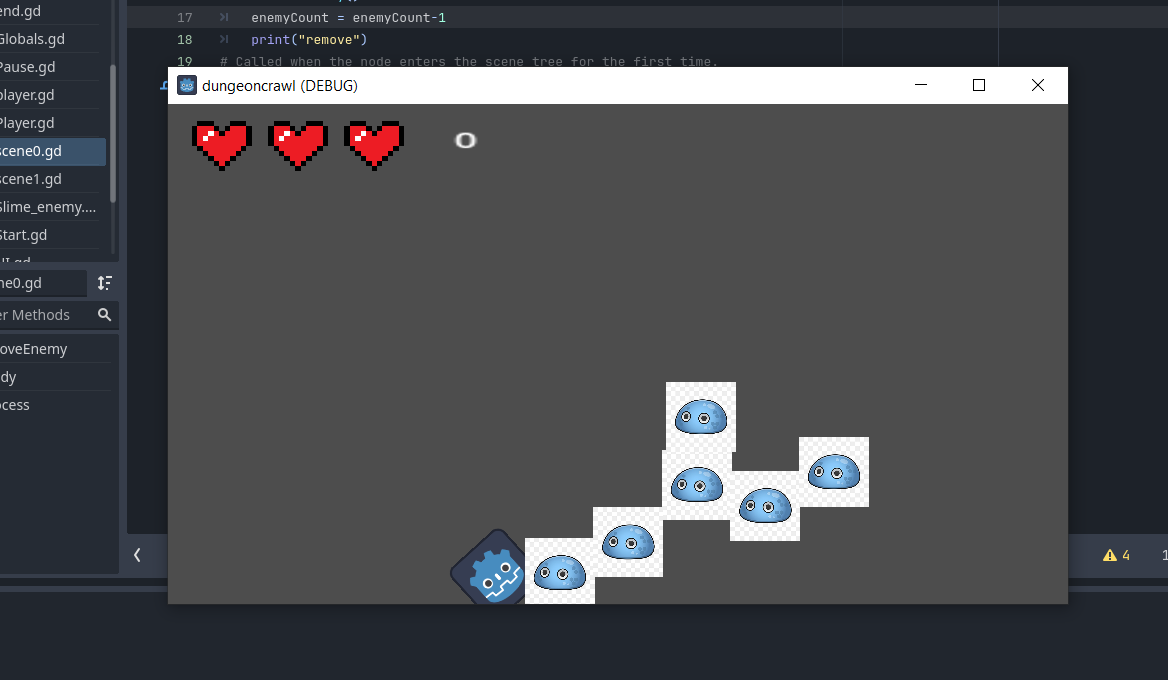 end.gd
Globals.gd
Pause.gd
player.gd
Player.gd
scene0.gd
scene1.gd
Slime_enemy....
Start.gd
ne0.gd
er Methods
oveEnemy
dy
ocess
17 enemyCount = enemyCount-1
18 print("remove")
19 # Called when the node enters the scene tree for the first time.
dungeoncrawl (DEBUG)
0
4
1